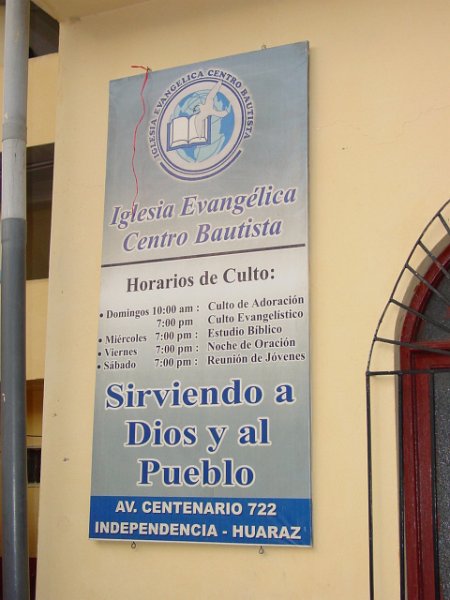 IGLESIA EVANGELICA CENTRO BAUTISTA
Iglesia Evangélica
Centro Bautista
Horarios de Culto:
• Domingos 10:00 am : Culto de Adoración
7:00 pm Culto Evangelístico
• Miércoles 7:00 pm : Estudio Bíblico
• Viernes 7:00 pm : Noche de Oración
• Sábado 7:00 pm : Reunión de Jóvenes
Sirviendo a
Dios y al
Pueblo
AV. CENTENARIO 722
INDEPENDENCIA - HUARAZ